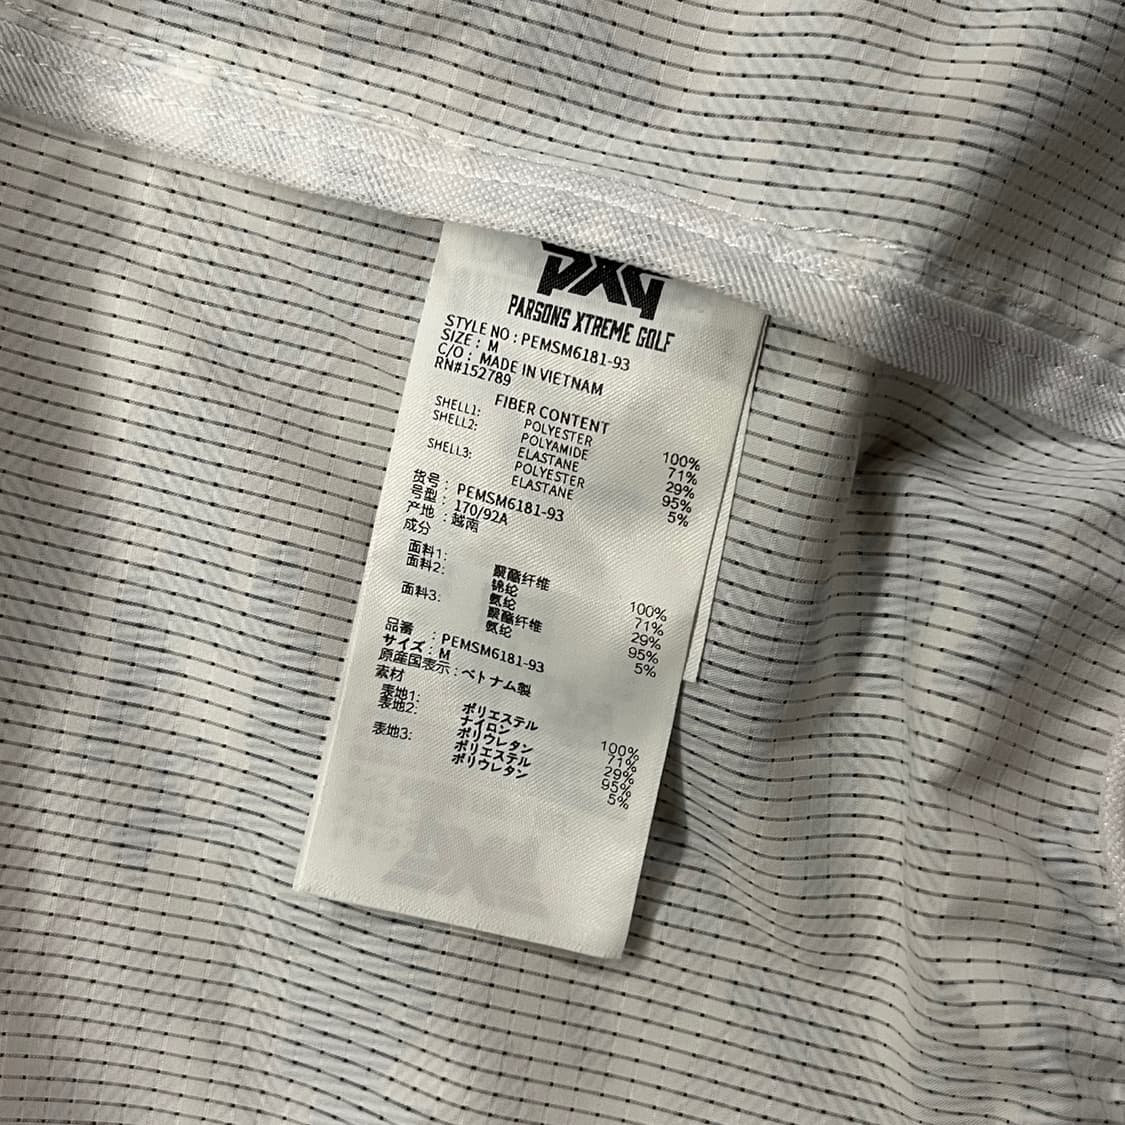 PXG
PARSONS XTREME GOLF
STYLE NO : PEMSM6181-93
SIZE : M
C/O : MADE IN VIETNAM
RN#152789
FIBER CONTENT
SHELL1: POLYESTER 100%
SHELL2: POLYAMIDE 71%
ELASTANE 29%
SHELL3: POLYESTER 95%
ELASTANE 5%
货号 : PEMSM6181-93
号型 : 170/92A
产地 : 越南
成分
面料1: 聚酯纤维 100%
面料2: 锦纶 71%
氨纶 29%
面料3: 聚酯纤维 95%
氨纶 5%
品番 : PEMSM6181-93
サイズ : M
原産国表示 : ベトナム製
素材
表地1: ポリエステル 100%
表地2: ナイロン 71%
ポリウレタン 29%
表地3: ポリエステル 95%
ポリウレタン 5%